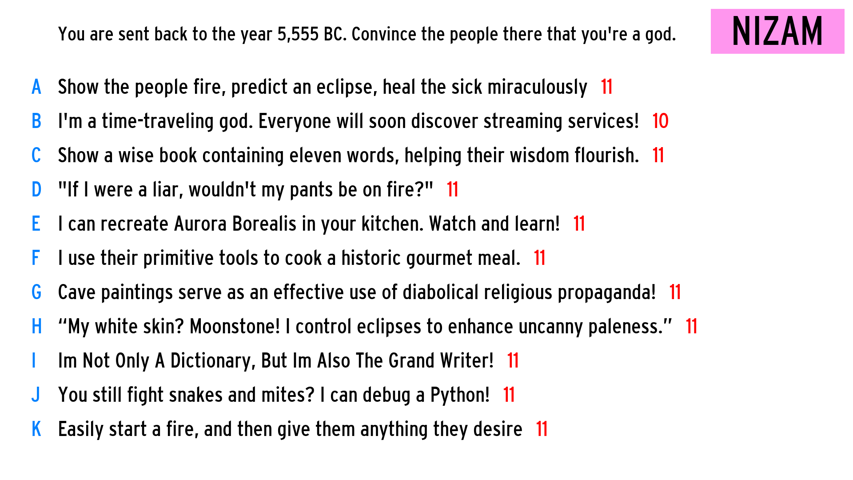 You are sent back to the year 5,555 BC. Convince the people there that you're a god.
NIZAM
A Show the people fire, predict an eclipse, heal the sick miraculously 11
B I'm a time-traveling god. Everyone will soon discover streaming services! 10
C Show a wise book containing eleven words, helping their wisdom flourish. 11
D "If I were a liar, wouldn't my pants be on fire?" 11
E I can recreate Aurora Borealis in your kitchen. Watch and learn! 11
F I use their primitive tools to cook a historic gourmet meal. 11
G Cave paintings serve as an effective use of diabolical religious propaganda! 11
H “My white skin? Moonstone! I control eclipses to enhance uncanny paleness.” 11
I Im Not Only A Dictionary, But Im Also The Grand Writer! 11
J You still fight snakes and mites? I can debug a Python! 11
K Easily start a fire, and then give them anything they desire 11